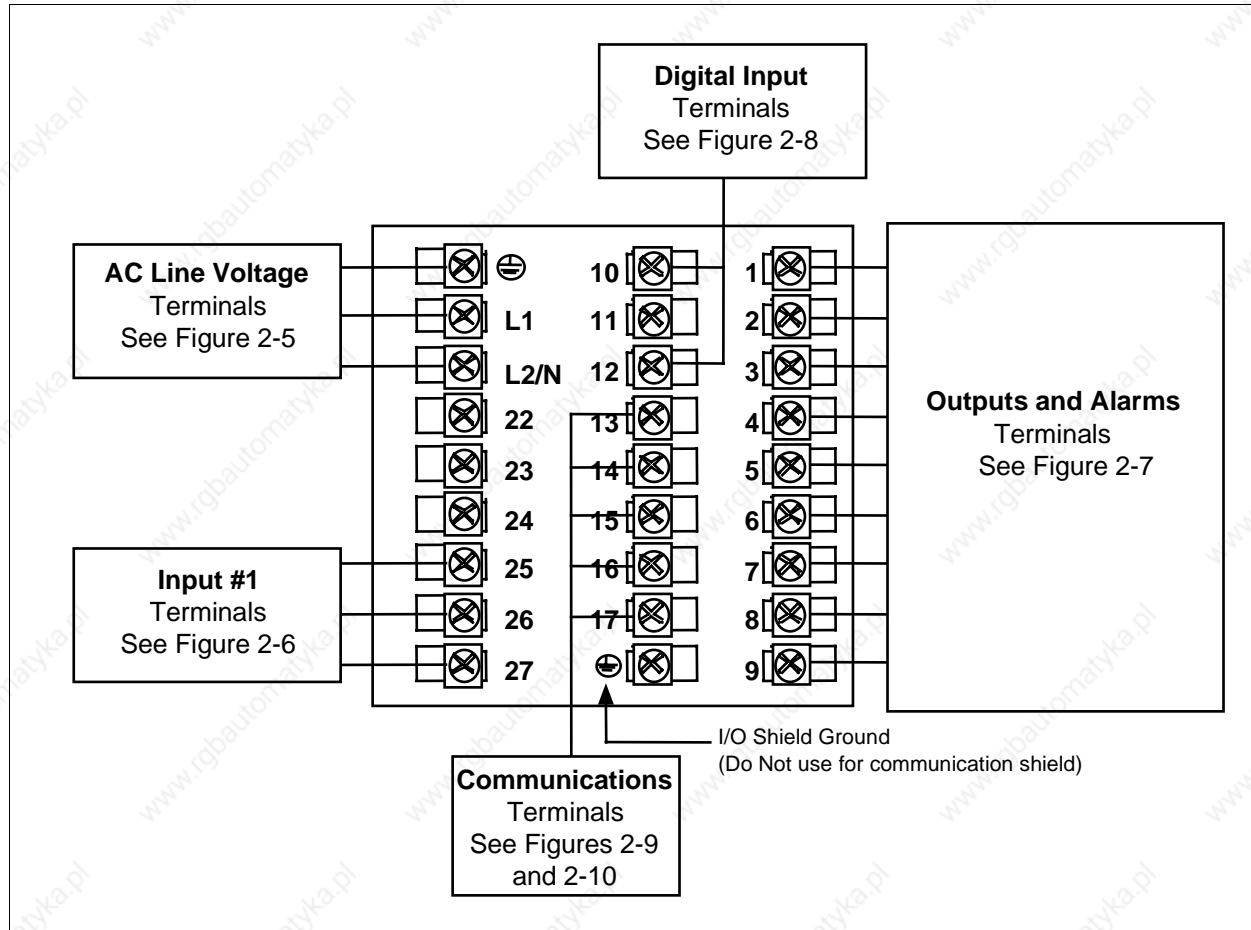 Digital Input
Terminals
See Figure 2-8
AC Line Voltage
Terminals
See Figure 2-5
Input #1
Terminals
See Figure 2-6
L1
L2/N
22
23
24
25
26
27
10
11
12
13
14
15
16
17
1
2
3
4
5
6
7
8
9
Outputs and Alarms
Terminals
See Figure 2-7
I/O Shield Ground
(Do Not use for communication shield)
Communications
Terminals
See Figures 2-9
and 2-10
www.rgbautomatyka.pl